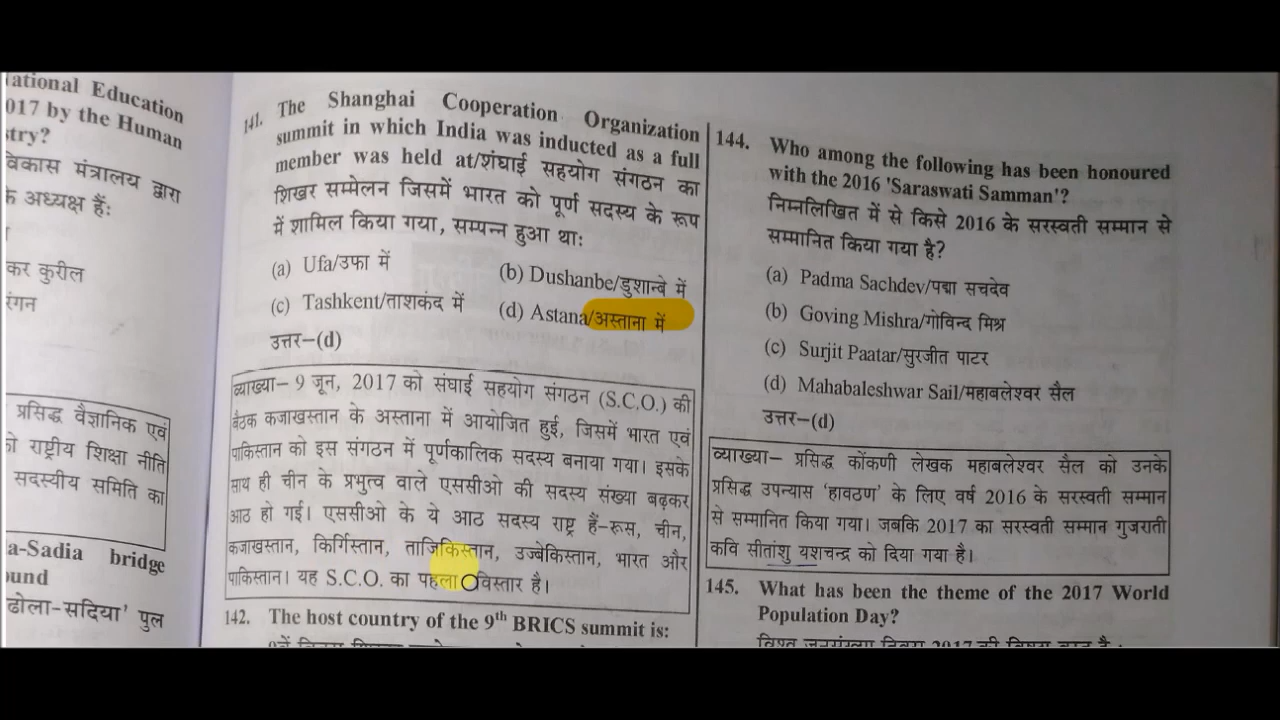 ational Education
017 by the Human
stry?
विकास मंत्रालय द्वारा
के अध्यक्ष हैं:
कर कुरील
रंगन
प्रसिद्ध वैज्ञानिक एवं
को राष्ट्रीय शिक्षा नीति
सदस्यीय समिति का
a-Sadia bridge
ound
ढोला-सदिया' पुल
141. The Shanghai Cooperation Organization
summit in which India was inducted as a full
member was held at/शंघाई सहयोग संगठन का
शिखर सम्मेलन जिसमें भारत को पूर्ण सदस्य के रूप
में शामिल किया गया, सम्पन्न हुआ था:
(a) Ufa/उफा में (b) Dushanbe/डुशान्बे में
(c) Tashkent/ताशकंद में (d) Astana/अस्ताना में
उत्तर–(d)
व्याख्या– 9 जून, 2017 को संघाई सहयोग संगठन (S.C.O.) की
बैठक कजाखस्तान के अस्ताना में आयोजित हुई, जिसमें भारत एवं
पाकिस्तान को इस संगठन में पूर्णकालिक सदस्य बनाया गया। इसके
साथ ही चीन के प्रभुत्व वाले एससीओ की सदस्य संख्या बढ़कर
आठ हो गई। एससीओ के ये आठ सदस्य राष्ट्र हैं–रूस, चीन,
कजाखस्तान, किर्गिस्तान, ताजिकिस्तान, उज्बेकिस्तान, भारत और
पाकिस्तान। यह S.C.O. का पहला विस्तार है।
142. The host country of the 9th BRICS summit is:
144. Who among the following has been honoured
with the 2016 'Saraswati Samman'?
निम्नलिखित में से किसे 2016 के सरस्वती सम्मान से
सम्मानित किया गया है?
(a) Padma Sachdev/पद्मा सचदेव
(b) Goving Mishra/गोविन्द मिश्र
(c) Surjit Paatar/सुरजीत पाटर
(d) Mahabaleshwar Sail/महाबलेश्वर सैल
उत्तर–(d)
व्याख्या– प्रसिद्ध कोंकणी लेखक महाबलेश्वर सैल को उनके
प्रसिद्ध उपन्यास 'हावठण' के लिए वर्ष 2016 के सरस्वती सम्मान
से सम्मानित किया गया। जबकि 2017 का सरस्वती सम्मान गुजराती
कवि सीतांशु यशचन्द्र को दिया गया है।
145. What has been the theme of the 2017 World
Population Day?
विश्व जनसंख्या दिवस 2017 की विषय वस्तु है: